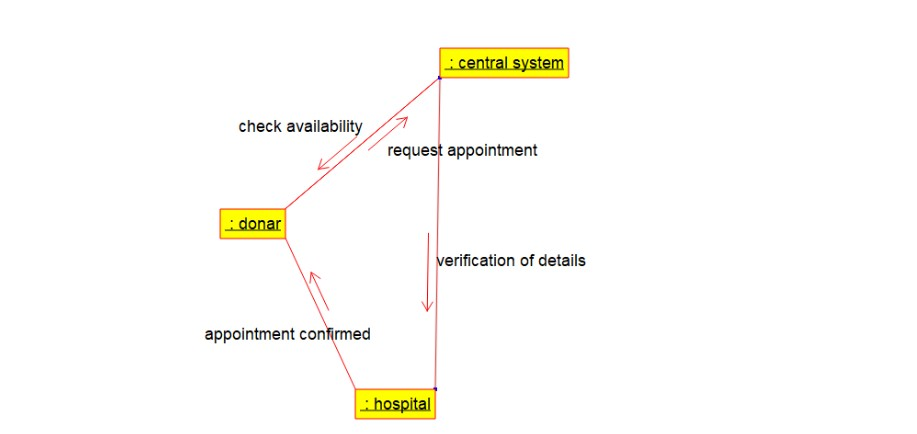 : central system
check availability
request appointment
: donar
verification of details
appointment confirmed
: hospital